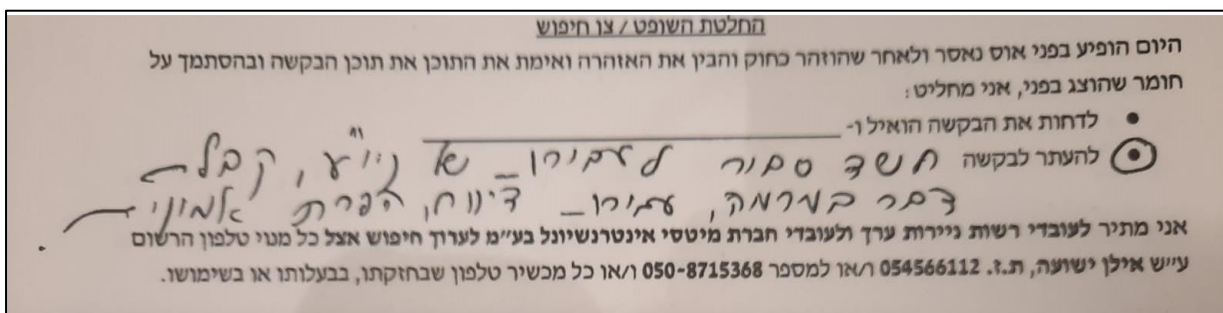 החלטת השופט / צו חיפוש
היום הופיע בפני אוס נאסר ולאחר שהוזהר כחוק והבין את האזהרה ואימת את התוכן את תוכן הבקשה ובהסתמך על
חומר שהוצג בפני, אני מחליט:
• לדחות את הבקשה הואיל ו-
• להעתר לבקשה חשד סביר לעבירות נייע, קבלת
דבר במרמה, עבירות דיווח, הפרת אמונים
אני מתיר לעובדי רשות ניירות ערך ולעובדי חברת מיטסי אינטרנשיונל בע״מ לערוך חיפוש אצל כל מנוי טלפון הרשום
ע״ש אילן ישועה, ת.ז. 054566112 ו/או למספר 050-8715368 ו/או כל מכשיר טלפון שבחזקתו, בבעלותו או בשימושו.